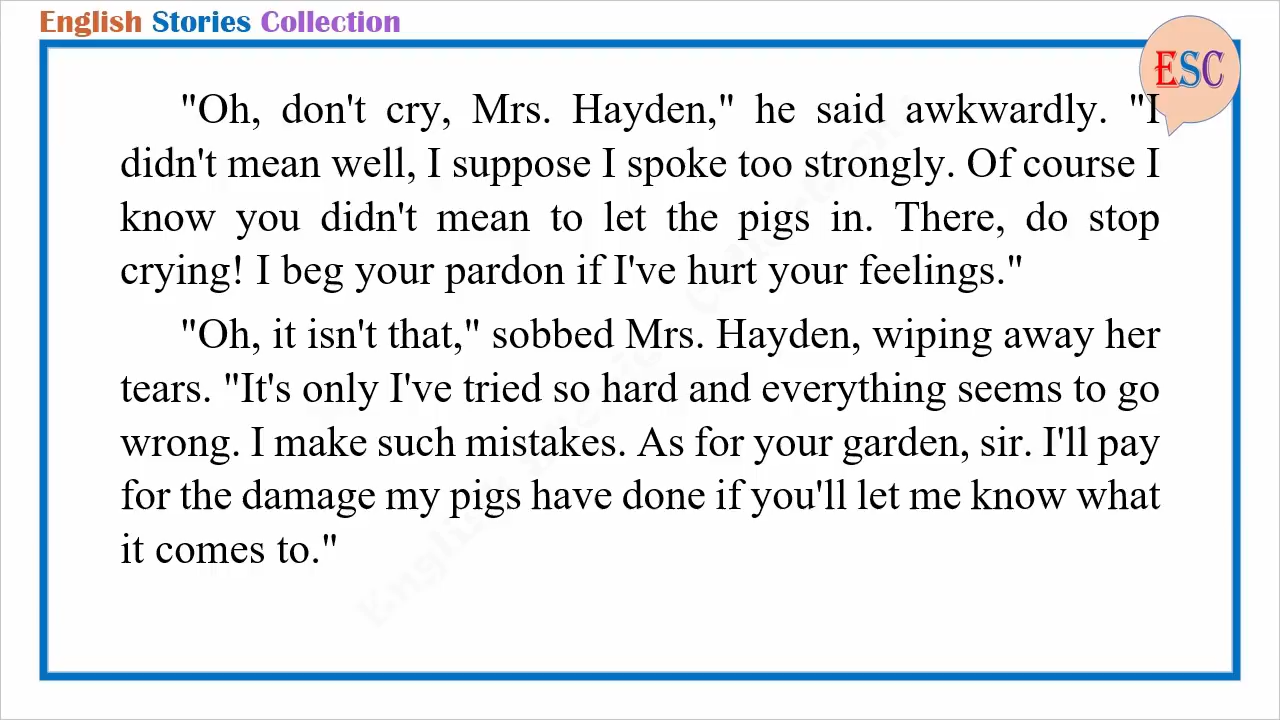 English Stories Collection
ESC
"Oh, don't cry, Mrs. Hayden," he said awkwardly. "I
didn't mean well, I suppose I spoke too strongly. Of course I
know you didn't mean to let the pigs in. There, do stop
crying! I beg your pardon if I've hurt your feelings."
"Oh, it isn't that," sobbed Mrs. Hayden, wiping away her
tears. "It's only I've tried so hard and everything seems to go
wrong. I make such mistakes. As for your garden, sir. I'll pay
for the damage my pigs have done if you'll let me know what
it comes to."